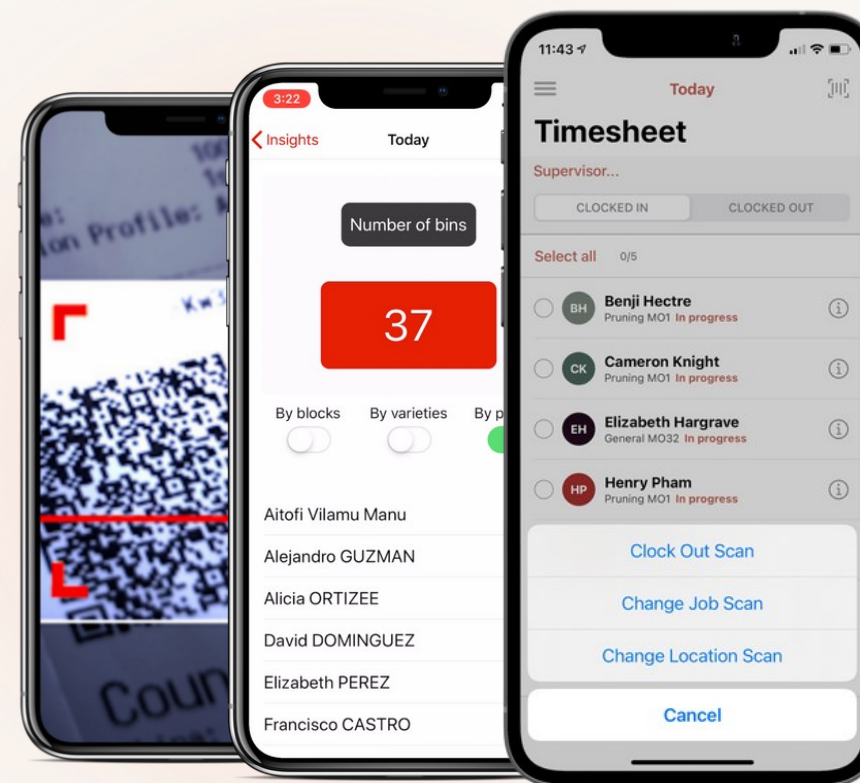 on Profile:
Coun
3:22
Insights
Today
Number of bins
37
By blocks
By varieties
By p
Aitofi Vilamu Manu
Alejandro GUZMAN
Alicia ORTIZEE
David DOMINGUEZ
Elizabeth PEREZ
Francisco CASTRO
11:43
Today
Timesheet
Supervisor...
CLOCKED IN CLOCKED OUT
Select all 0/5
BH Benji Hectre
Pruning MO1 In progress
CK Cameron Knight
Pruning MO1 In progress
EH Elizabeth Hargrave
General MO32 In progress
HP Henry Pham
Pruning MO1 In progress
Clock Out Scan
Change Job Scan
Change Location Scan
Cancel